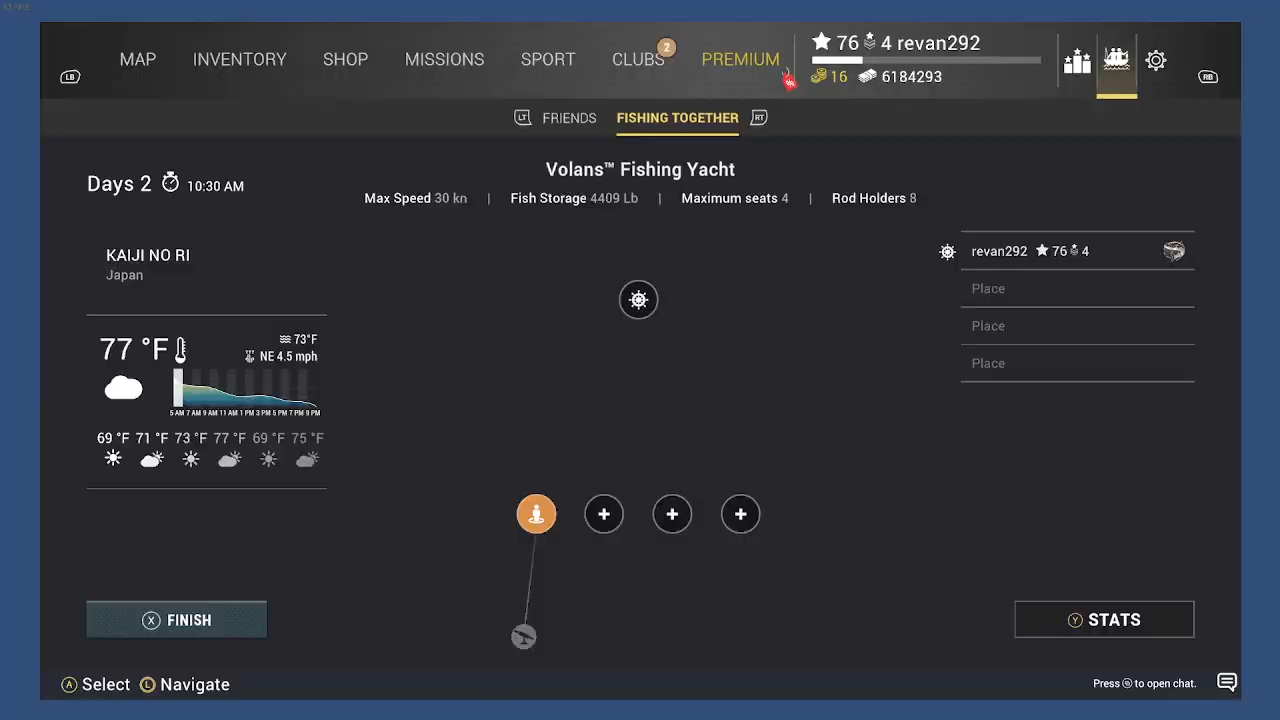 MAP INVENTORY SHOP MISSIONS SPORT CLUBS 2 PREMIUM
76 4 revan292
16 6184293
LB
RB
LT FRIENDS FISHING TOGETHER RT
Days 2 10:30 AM
Volans™ Fishing Yacht
Max Speed 30 kn | Fish Storage 4409 Lb | Maximum seats 4 | Rod Holders 8
KAIJI NO RI
Japan
77 °F
73°F
NE 4.5 mph
5 AM 7 AM 9 AM 11 AM 1 PM 3 PM 5 PM 7 PM 9 PM
69 °F 71 °F 73 °F 77 °F 69 °F 75 °F
revan292 76 4
Place
Place
Place
X FINISH
Y STATS
A Select L Navigate
Press to open chat.